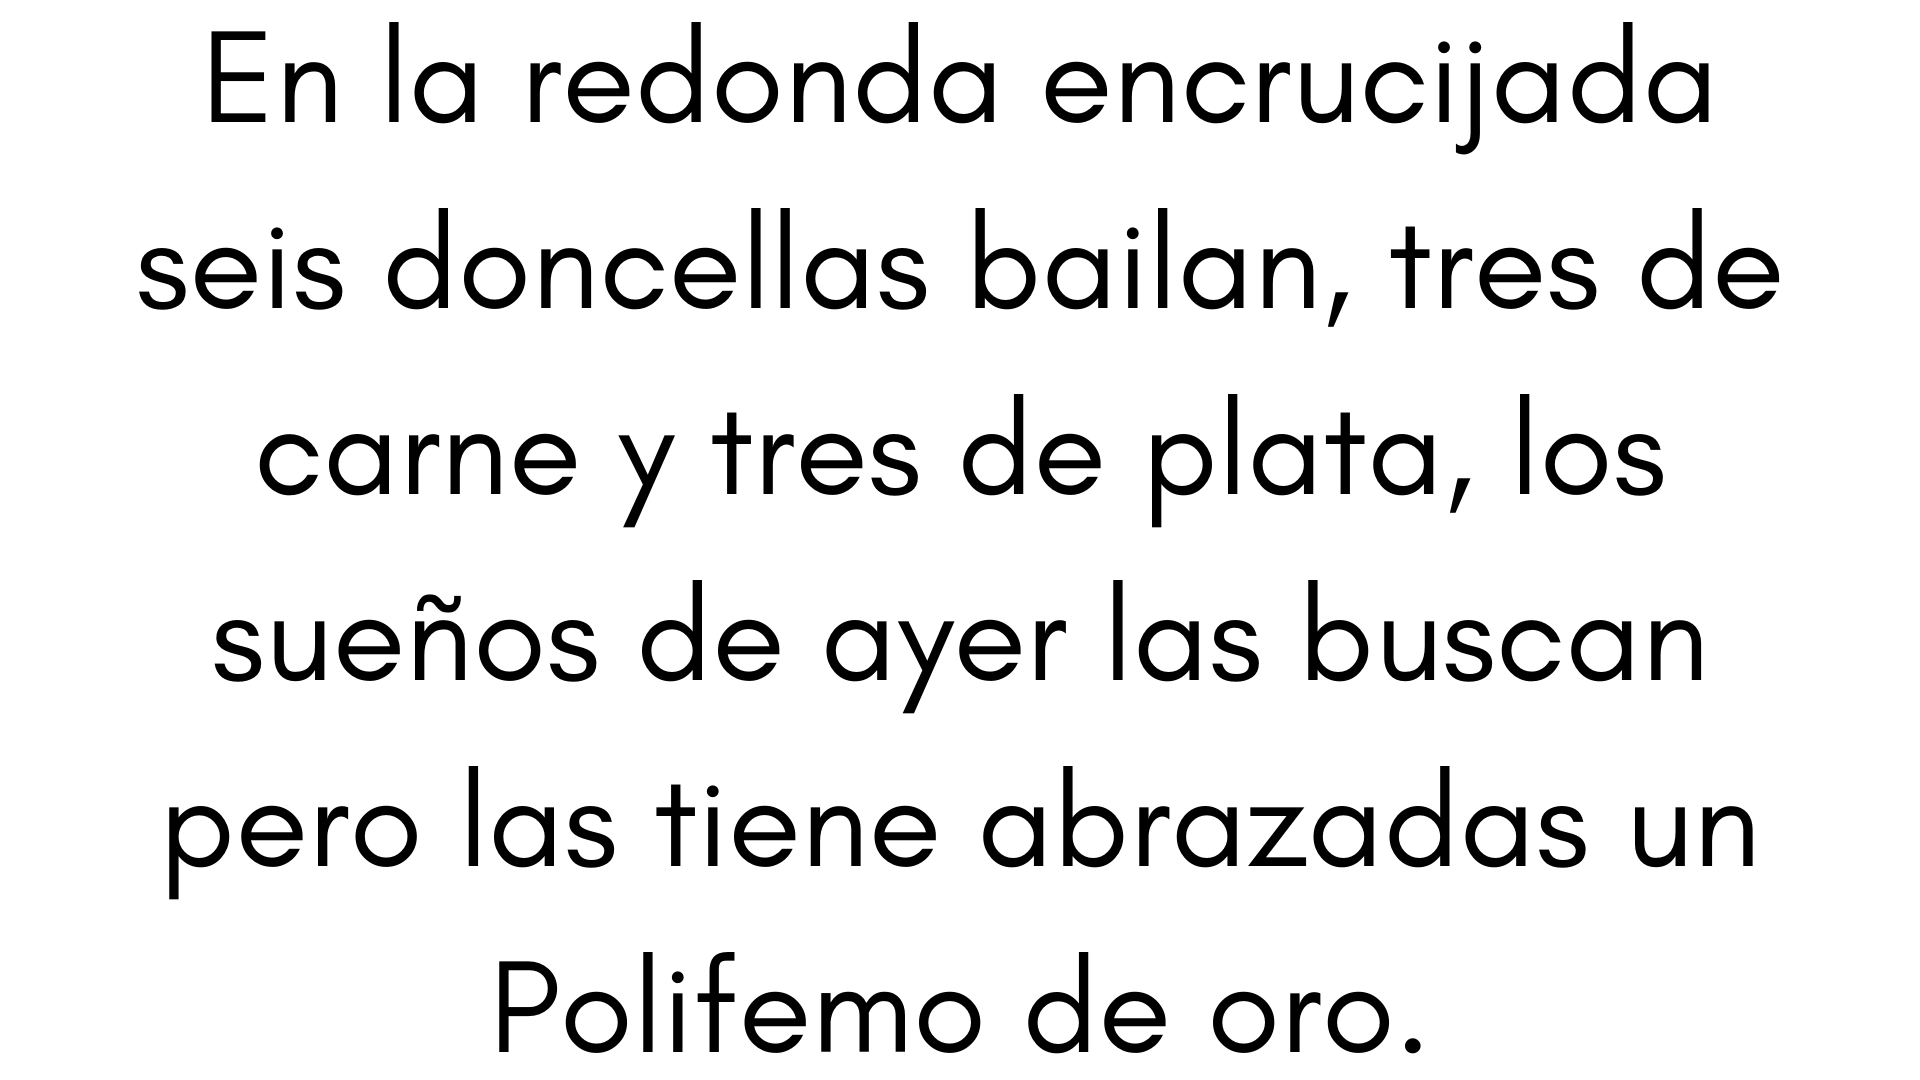 En la redonda encrucijada
seis doncellas bailan, tres de
carne y tres de plata, los
sueños de ayer las buscan
pero las tiene abrazadas un
Polifemo de oro.